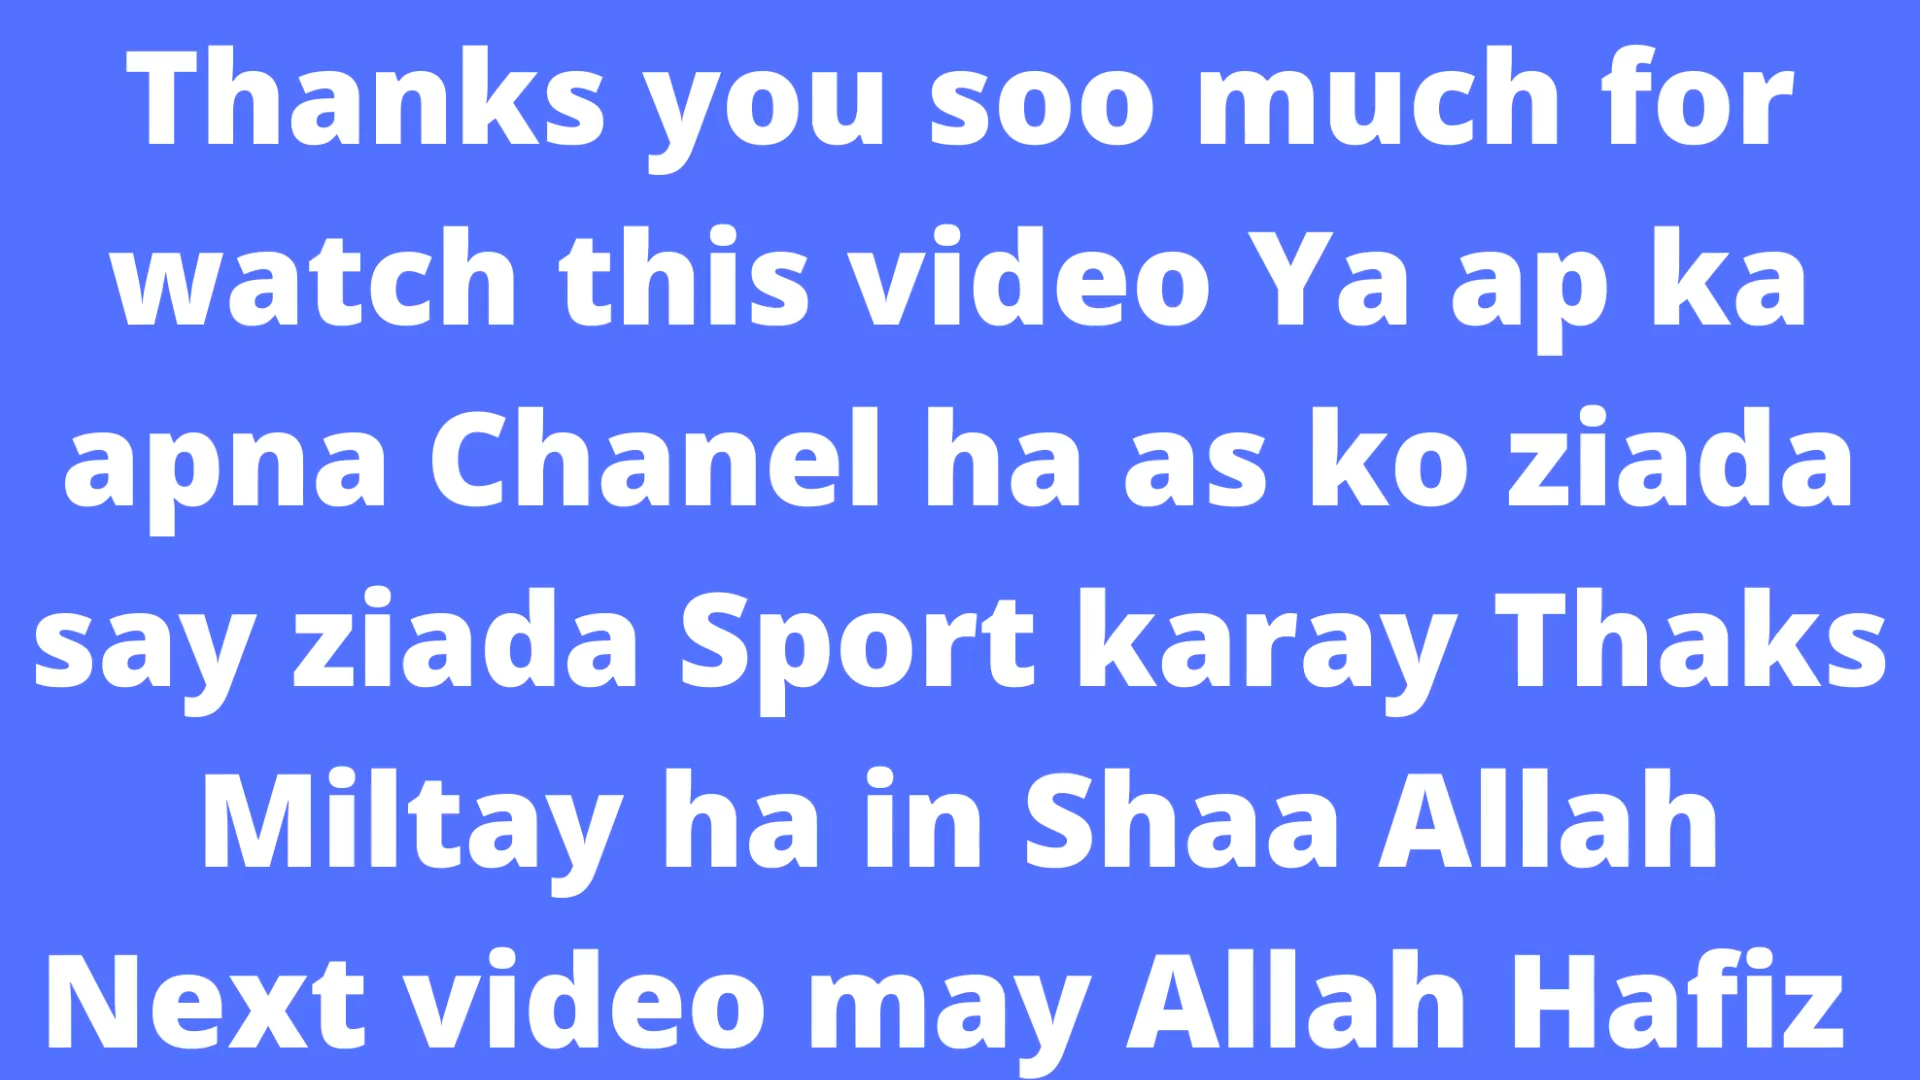 Thanks you soo much for
watch this video Ya ap ka
apna Chanel ha as ko ziada
say ziada Sport karay Thaks
Miltay ha in Shaa Allah
Next video may Allah Hafiz